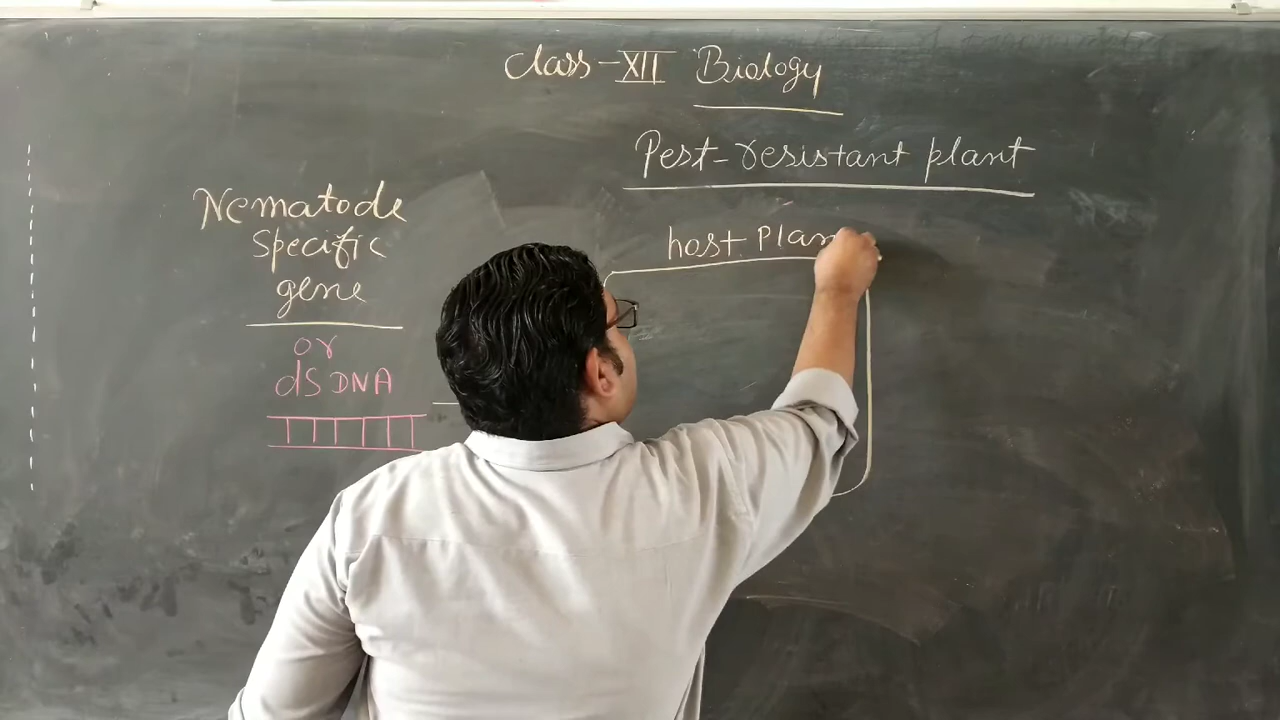 Class-XII Biology
Pest-resistant plant
Nematode
Specific
gene
or
dsDNA
host Plan